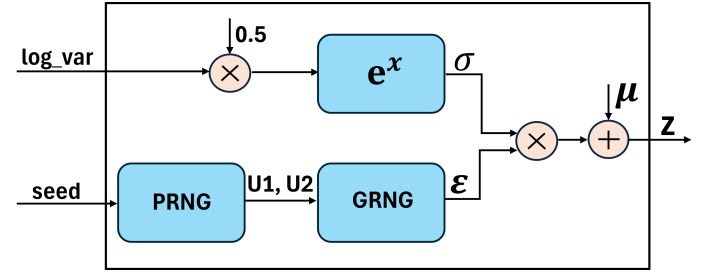 log_var
0.5
×
e^x
σ
μ
×
+
Z
seed
PRNG
U1, U2
GRNG
ε